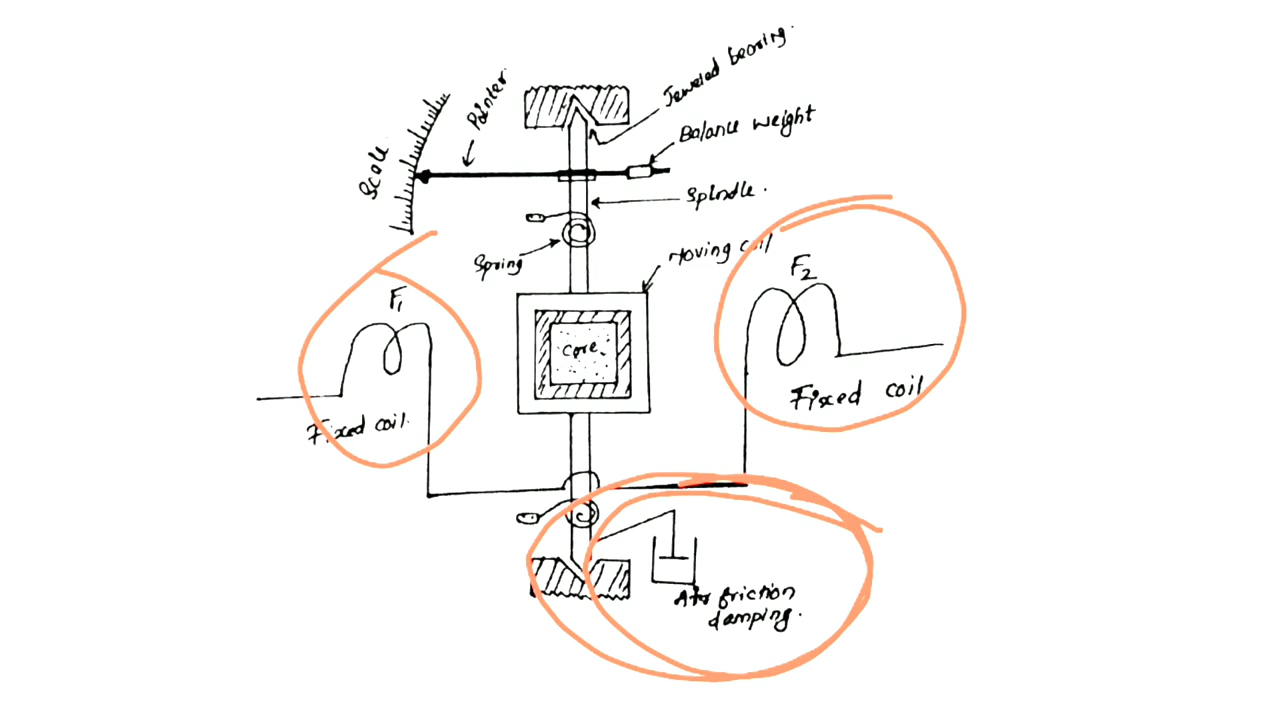 Jeweled bearing.
Pointer
Balance weight
Scale
Spindle.
Spring
Moving coil
F1
F2
core
Fixed coil.
Fixed coil
Air friction
damping.